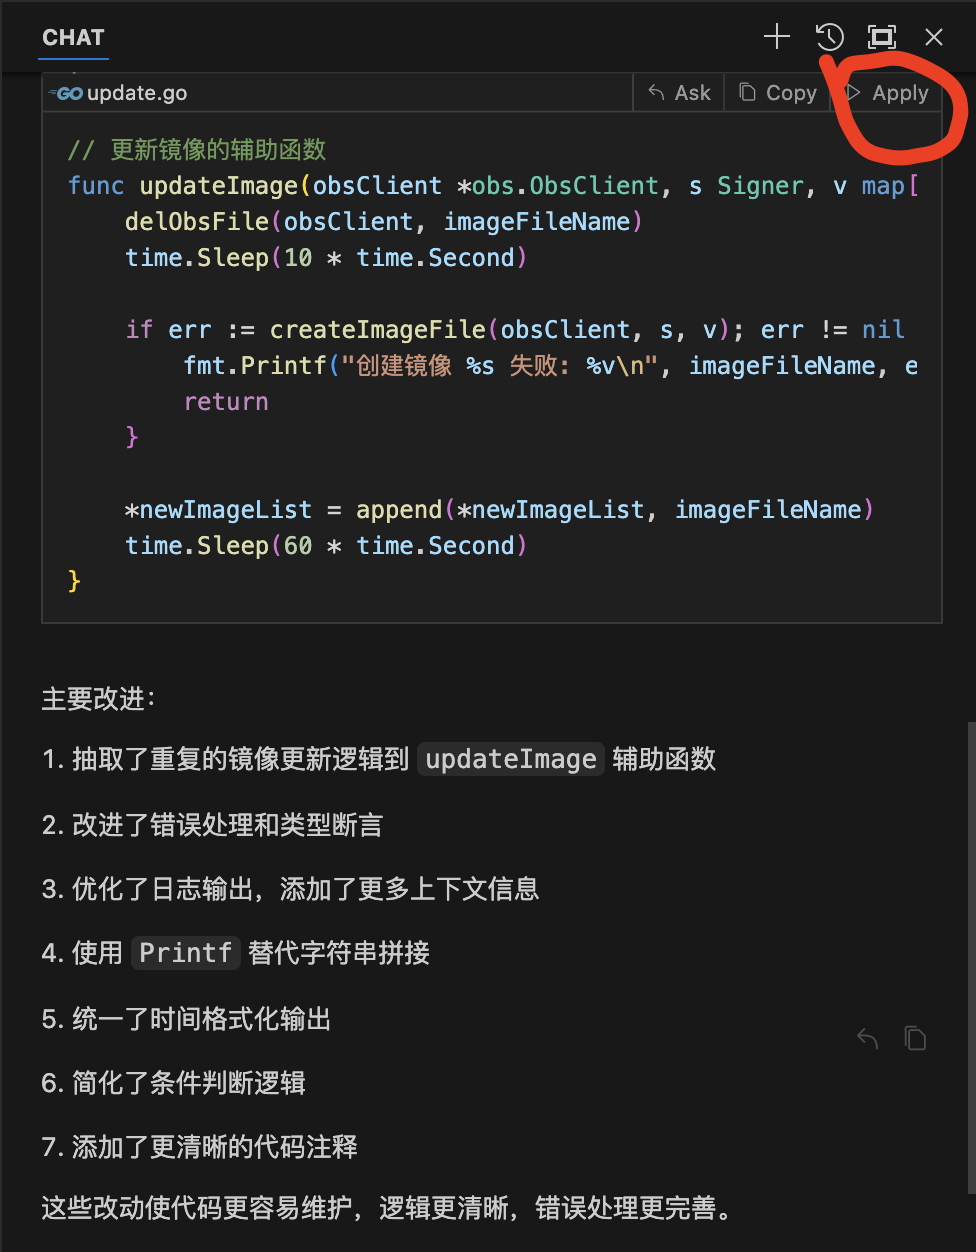 CHAT
GO update.go Ask Copy Apply
// 更新镜像的辅助函数
func updateImage(obsClient *obs.ObsClient, s Signer, v map[
    delObsFile(obsClient, imageFileName)
    time.Sleep(10 * time.Second)
    if err := createImageFile(obsClient, s, v); err != nil
        fmt.Printf("创建镜像 %s 失败: %v\n", imageFileName, e
        return
    }
    *newImageList = append(*newImageList, imageFileName)
    time.Sleep(60 * time.Second)
}
主要改进：
1. 抽取了重复的镜像更新逻辑到 updateImage 辅助函数
2. 改进了错误处理和类型断言
3. 优化了日志输出，添加了更多上下文信息
4. 使用 Printf 替代字符串拼接
5. 统一了时间格式化输出
6. 简化了条件判断逻辑
7. 添加了更清晰的代码注释
这些改动使代码更容易维护，逻辑更清晰，错误处理更完善。